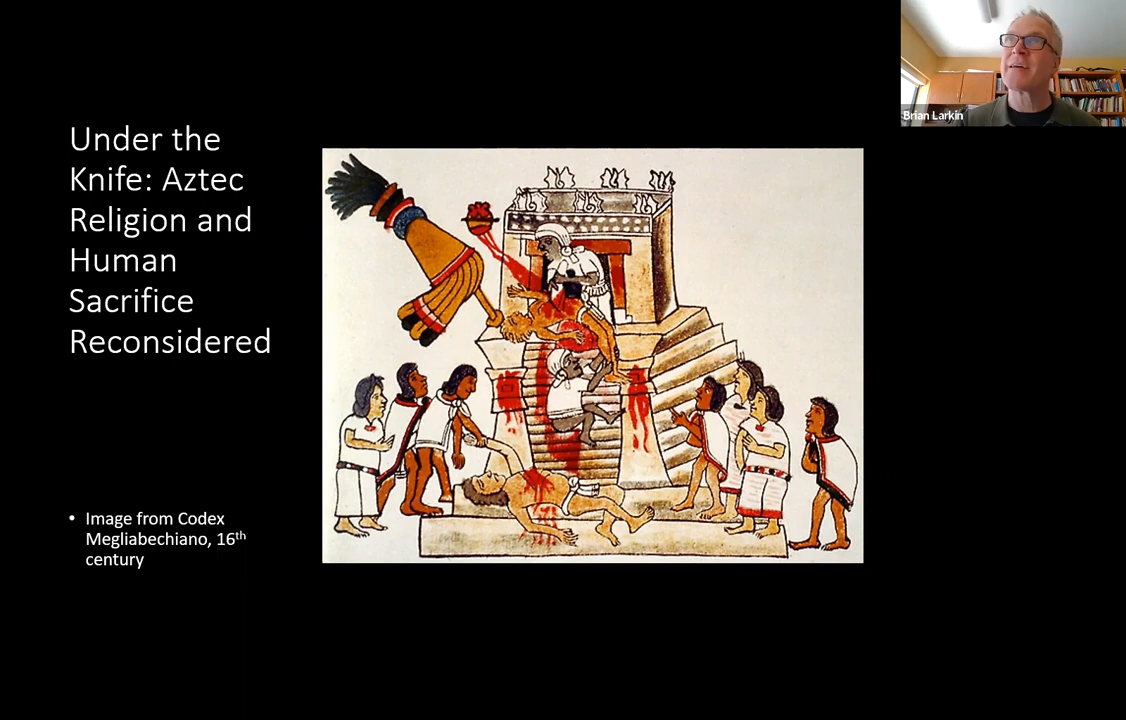 Under the
Knife: Aztec
Religion and
Human
Sacrifice
Reconsidered
• Image from Codex
Megliabechiano, 16th
century
Brian Larkin